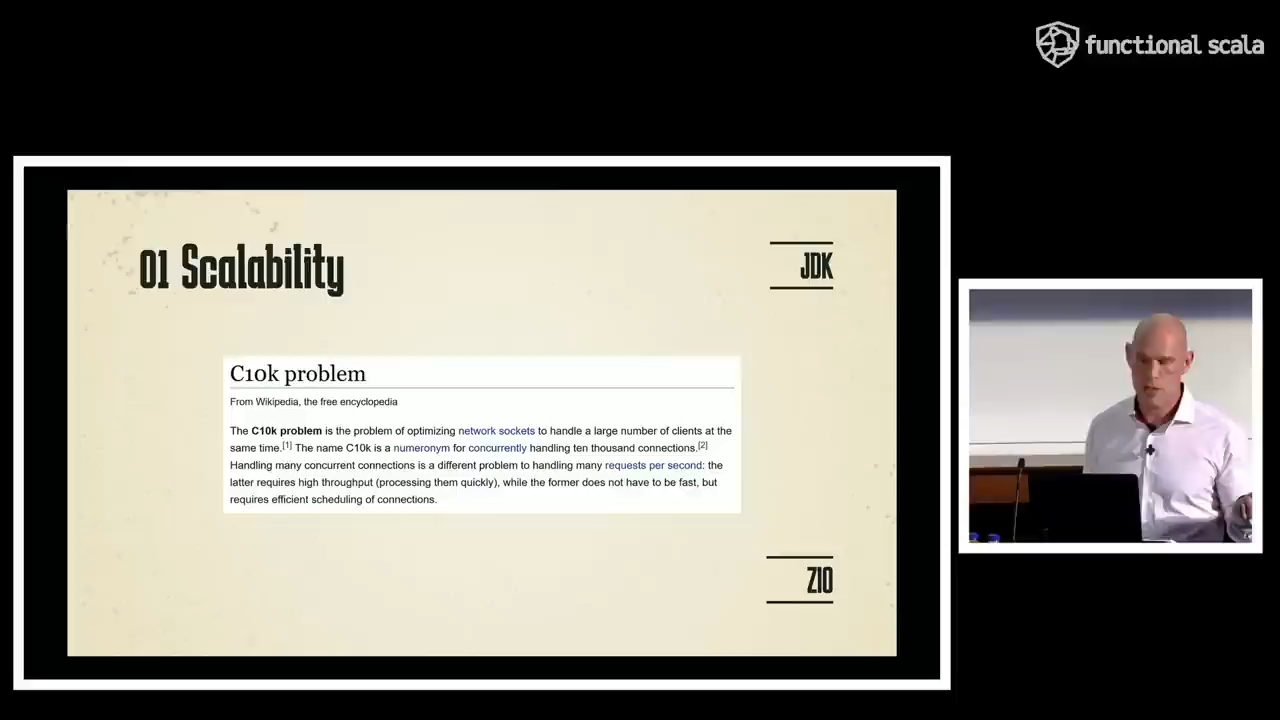 functional scala
01 Scalability
JDK
C10k problem
From Wikipedia, the free encyclopedia
The C10k problem is the problem of optimizing network sockets to handle a large number of clients at the
same time.[1] The name C10k is a numeronym for concurrently handling ten thousand connections.[2]
Handling many concurrent connections is a different problem to handling many requests per second: the
latter requires high throughput (processing them quickly), while the former does not have to be fast, but
requires efficient scheduling of connections.
ZIO